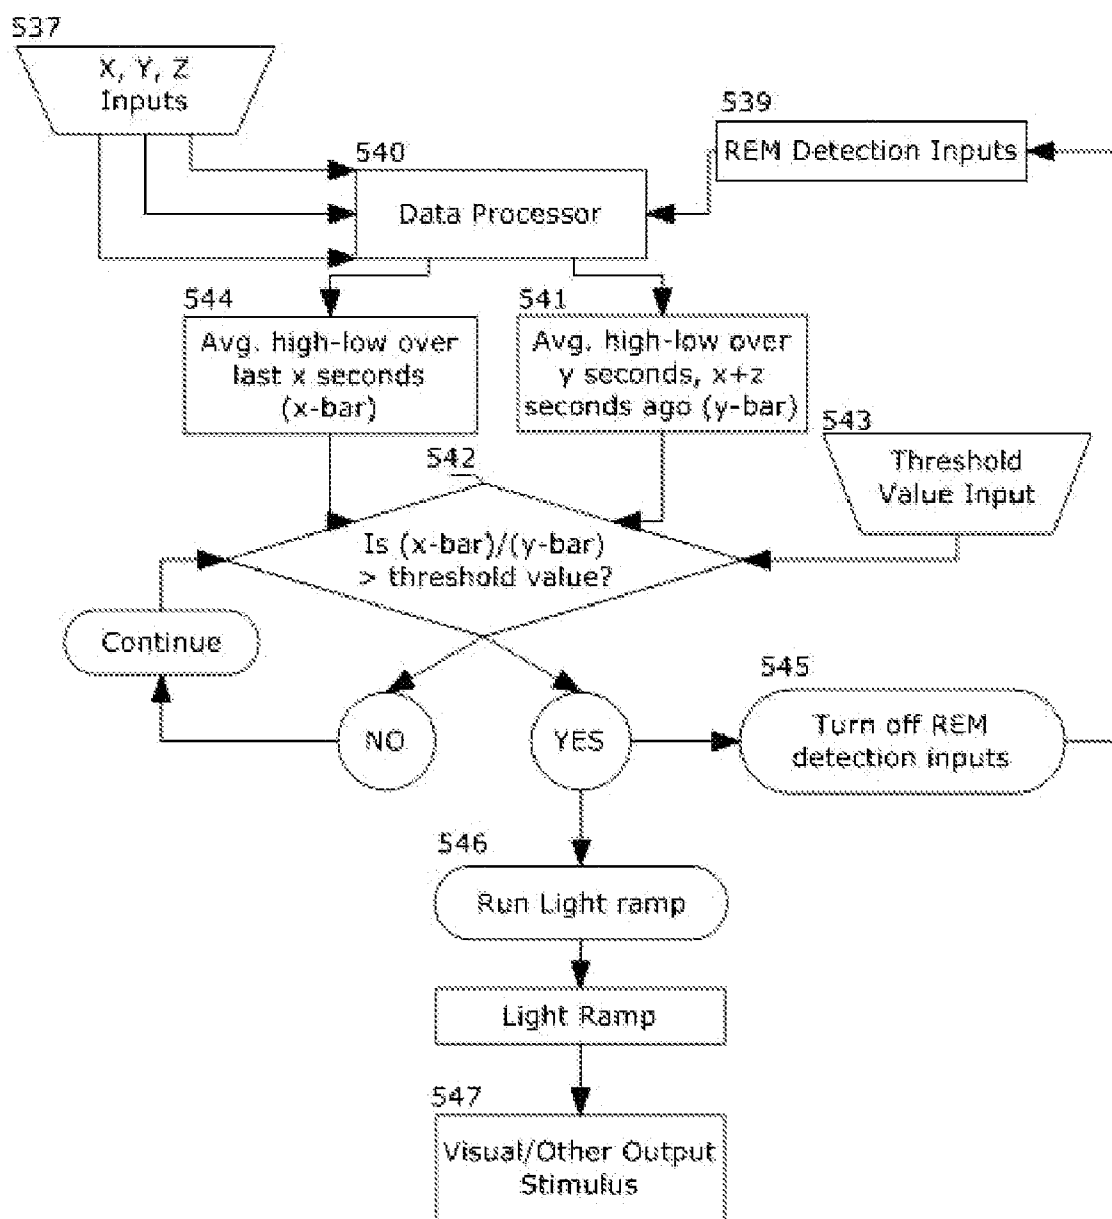 537
X, Y, Z
Inputs
539
REM Detection Inputs
540
Data Processor
544
Avg. high-low over
last x seconds
(x-bar)
541
Avg. high-low over
y seconds, x+z
seconds ago (y-bar)
543
Threshold
Value Input
542
Is (x-bar)/(y-bar)
> threshold value?
Continue
NO
YES
545
Turn off REM
detection inputs
546
Run Light ramp
Light Ramp
547
Visual/Other Output
Stimulus